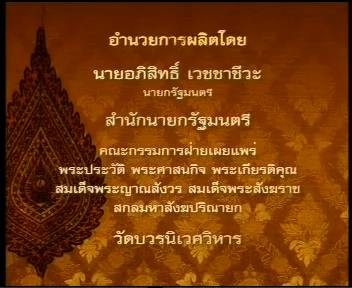 อำนวยการผลิตโดย
นายอภิสิทธิ์ เวชชาชีวะ
นายกรัฐมนตรี
สำนักนายกรัฐมนตรี
คณะกรรมการฝ่ายเผยแพร่
พระประวัติ พระศาสนกิจ พระเกียรติคุณ
สมเด็จพระญาณสังวร สมเด็จพระสังฆราช
สกลมหาสังฆปริณายก
วัดบวรนิเวศวิหาร